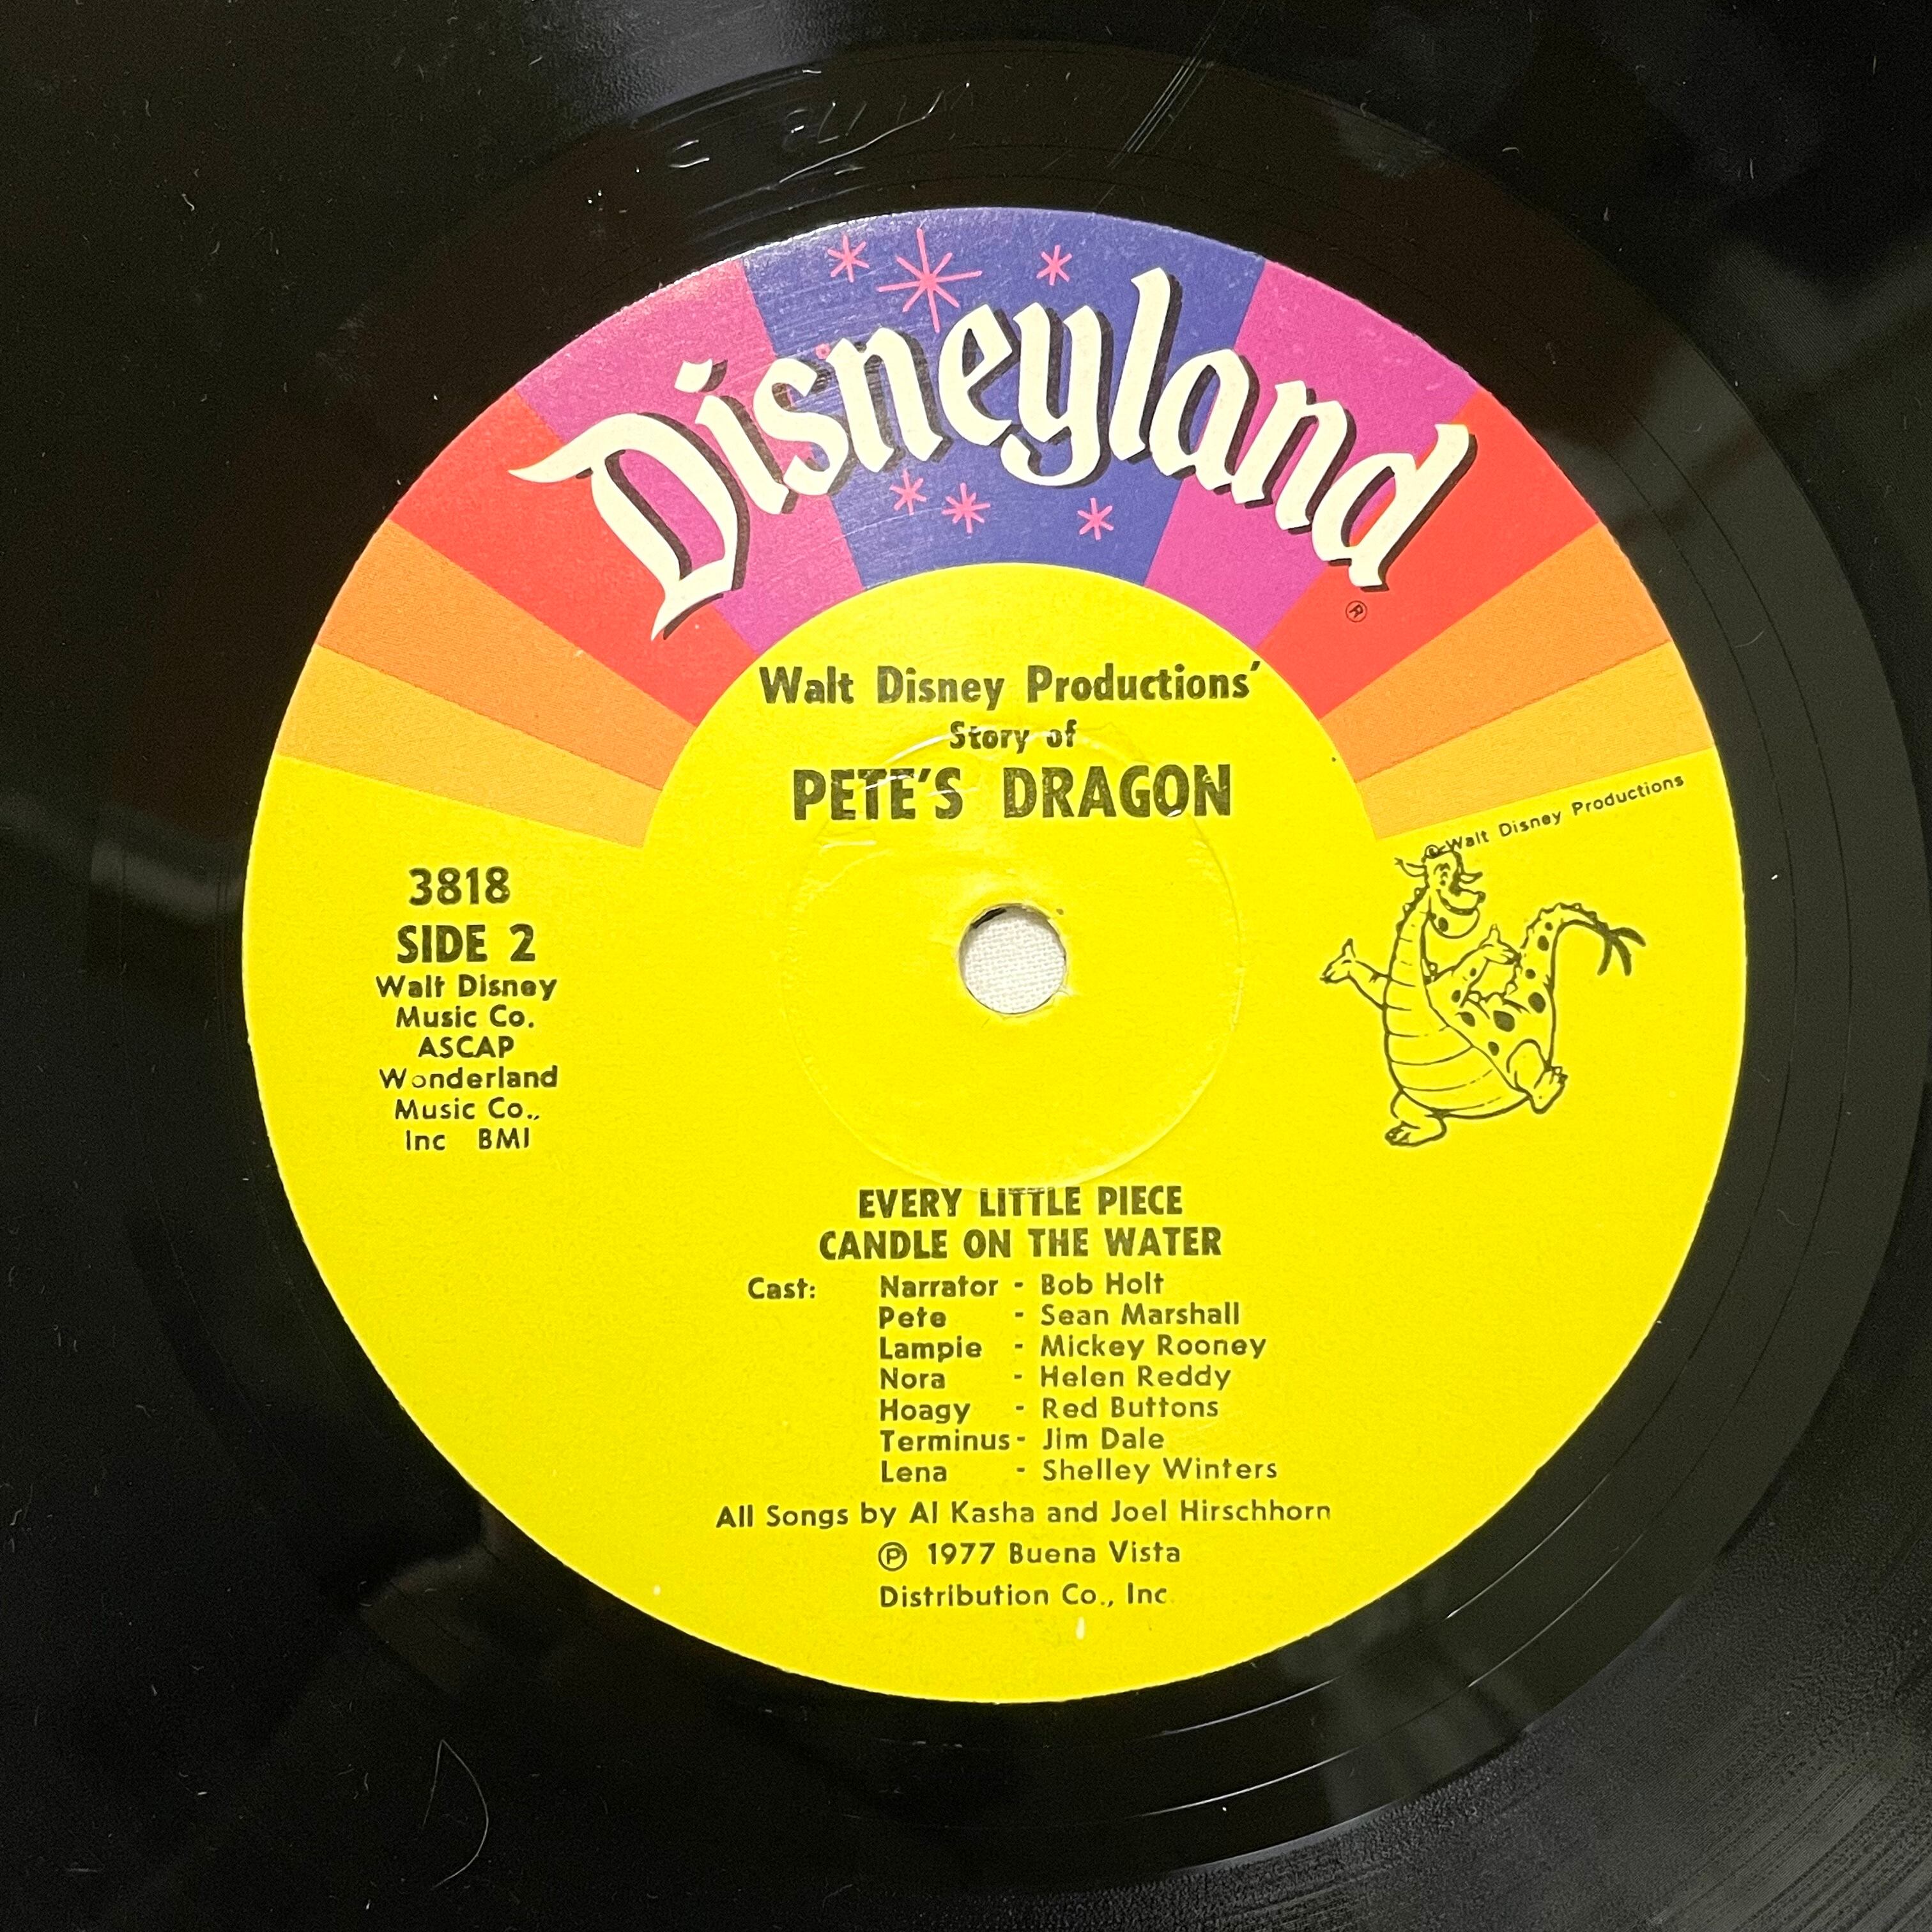 Disneyland
®
Walt Disney Productions'
Story of
PETE'S DRAGON
© Walt Disney Productions
3818
SIDE 2
Walt Disney
Music Co.
ASCAP
Wonderland
Music Co.,
Inc BMI
EVERY LITTLE PIECE
CANDLE ON THE WATER
Cast: Narrator - Bob Holt
Pete - Sean Marshall
Lampie - Mickey Rooney
Nora - Helen Reddy
Hoagy - Red Buttons
Terminus - Jim Dale
Lena - Shelley Winters
All Songs by Al Kasha and Joel Hirschhorn
℗ 1977 Buena Vista
Distribution Co., Inc.